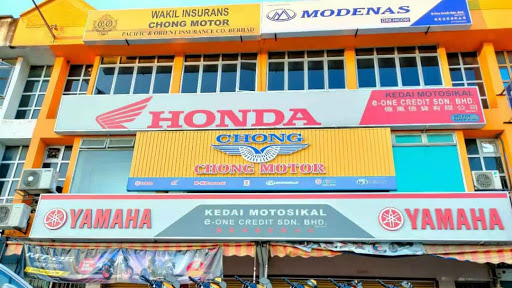 WAKIL INSURANS
CHONG MOTOR
PACIFIC & ORIENT INSURANCE CO. BERHAD
MODENAS
HONDA
KEDAI MOTOSIKAL
e-ONE CREDIT SDN. BHD.
CHONG
CHONG MOTOR
YAMAHA
KEDAI MOTOSIKAL
e-ONE CREDIT SDN. BHD.
YAMAHA